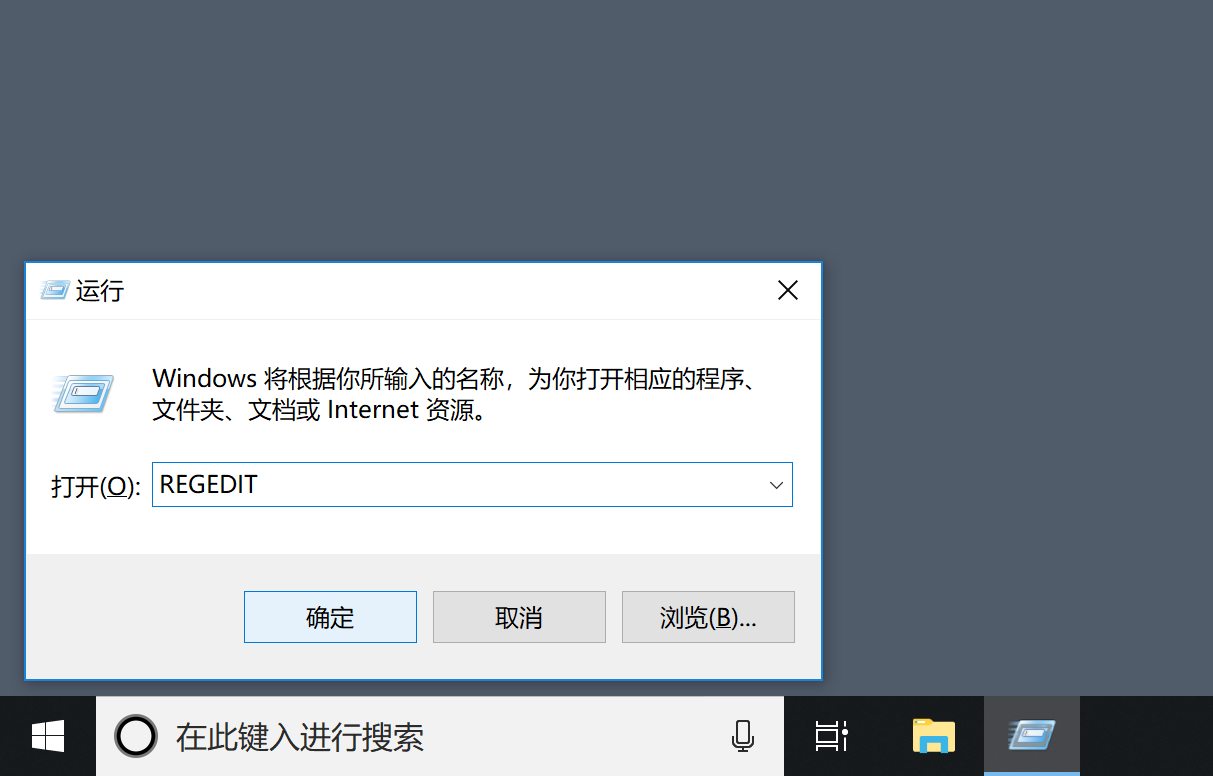 运行
Windows 将根据你所输入的名称，为你打开相应的程序、
文件夹、文档或 Internet 资源。
打开(O): REGEDIT
确定 取消 浏览(B)...
在此键入进行搜索